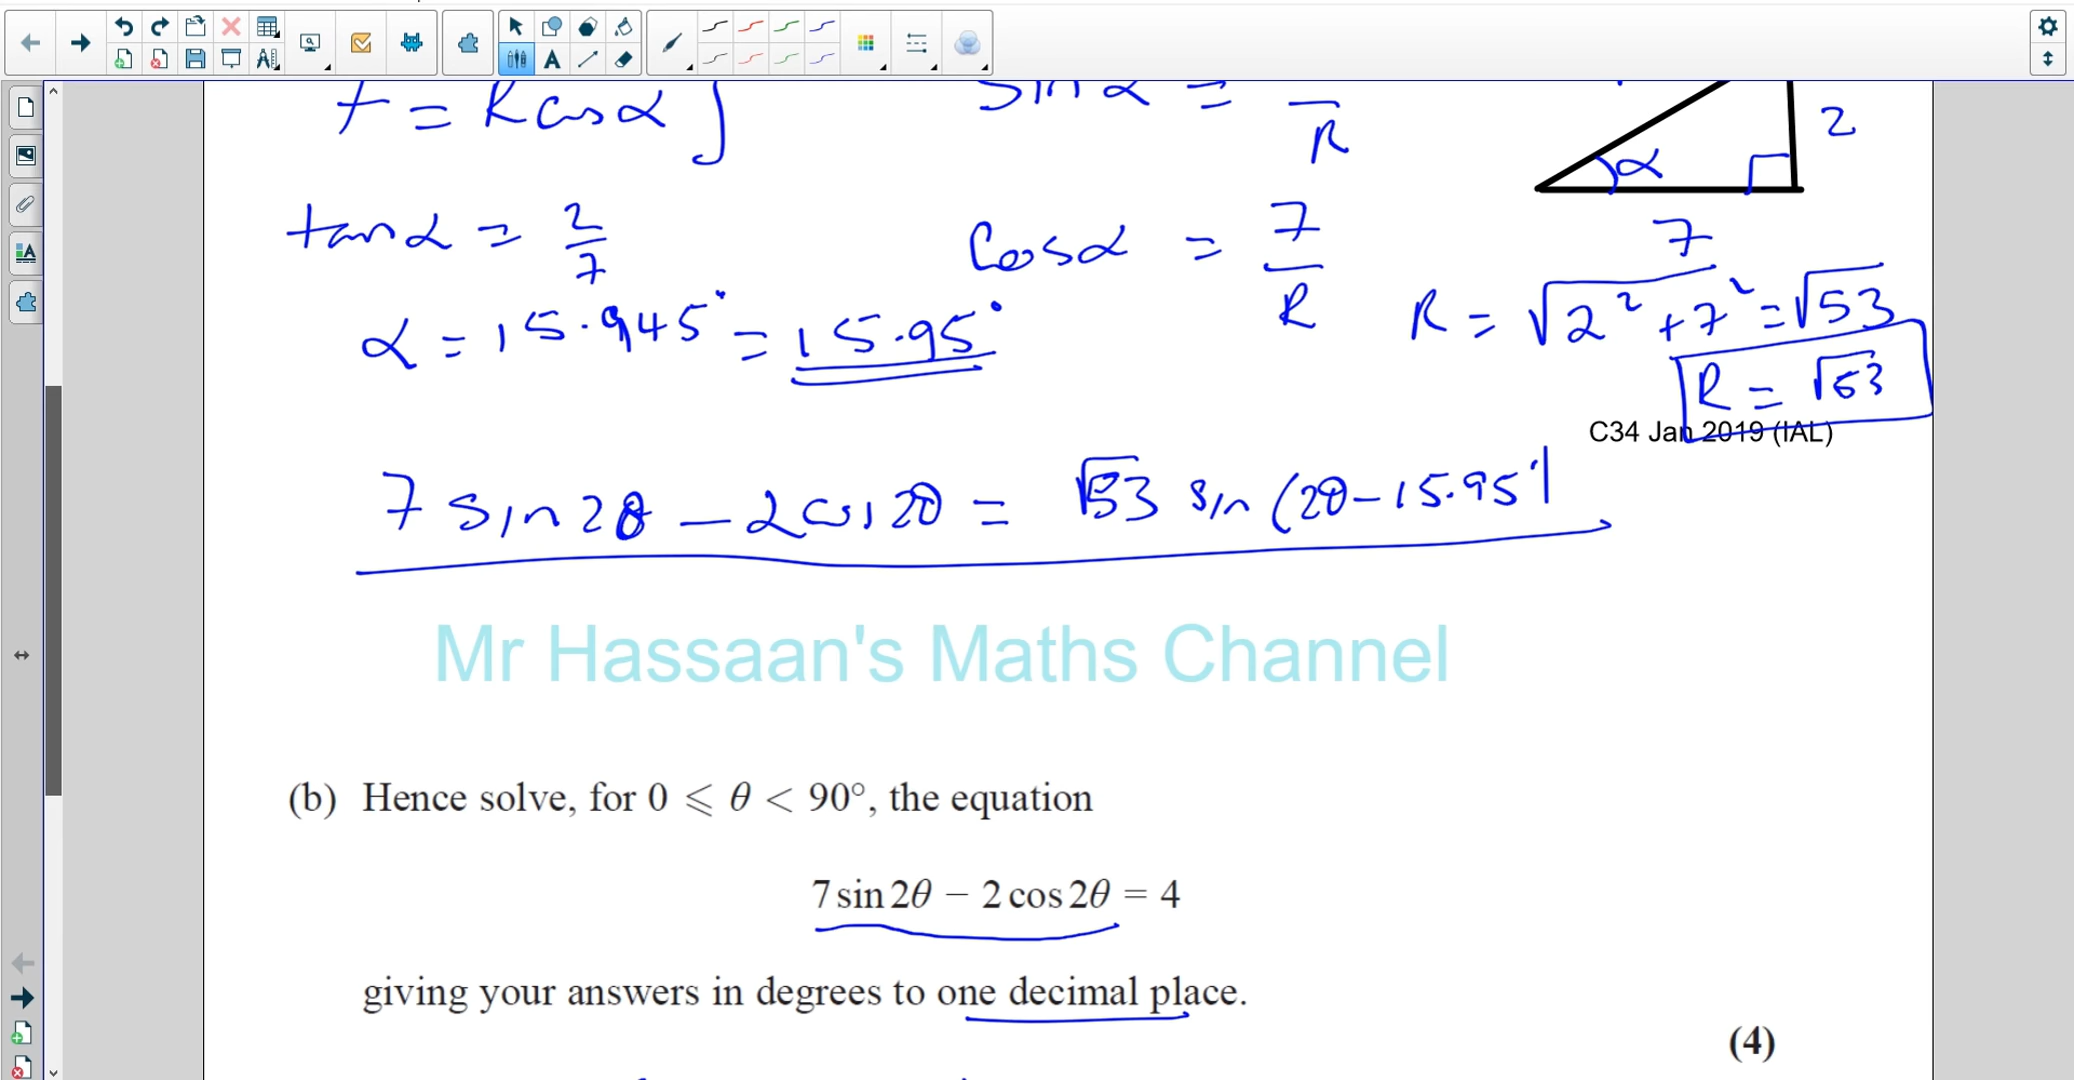 = R cos α
sin α = / R
2
α
tan α = 2/7
cos α = 7/R
7
α = 15.945° = 15.95°
R = √2² + 7² = √53
R = √53
C34 Jan 2019 (IAL)
7 sin 2θ - 2 cos 2θ = √53 sin (2θ - 15.95°)
Mr Hassaan's Maths Channel
(b) Hence solve, for 0 ⩽ θ < 90°, the equation
7 sin 2θ − 2 cos 2θ = 4
giving your answers in degrees to one decimal place.
(4)